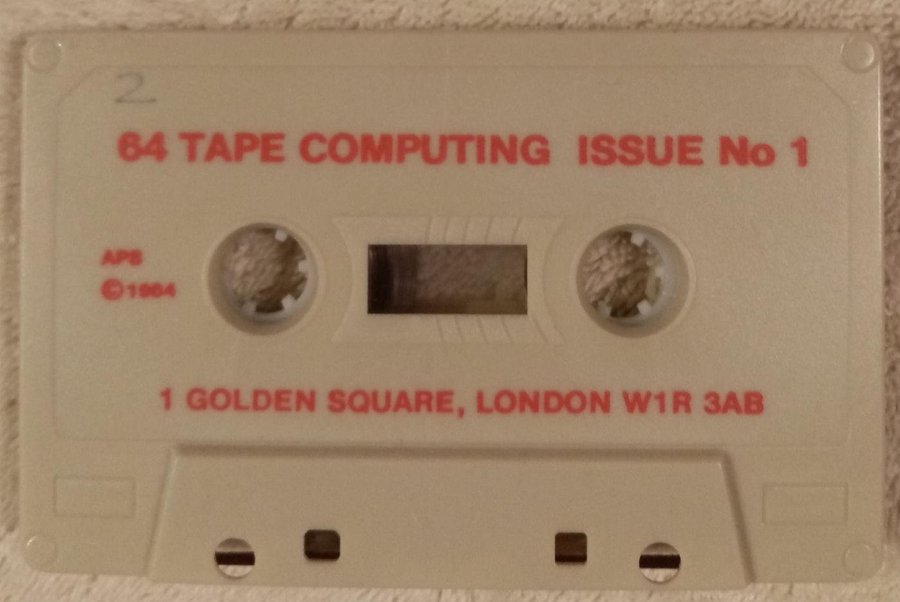 2
64 TAPE COMPUTING ISSUE No 1
APS
© 1984
1 GOLDEN SQUARE, LONDON W1R 3AB